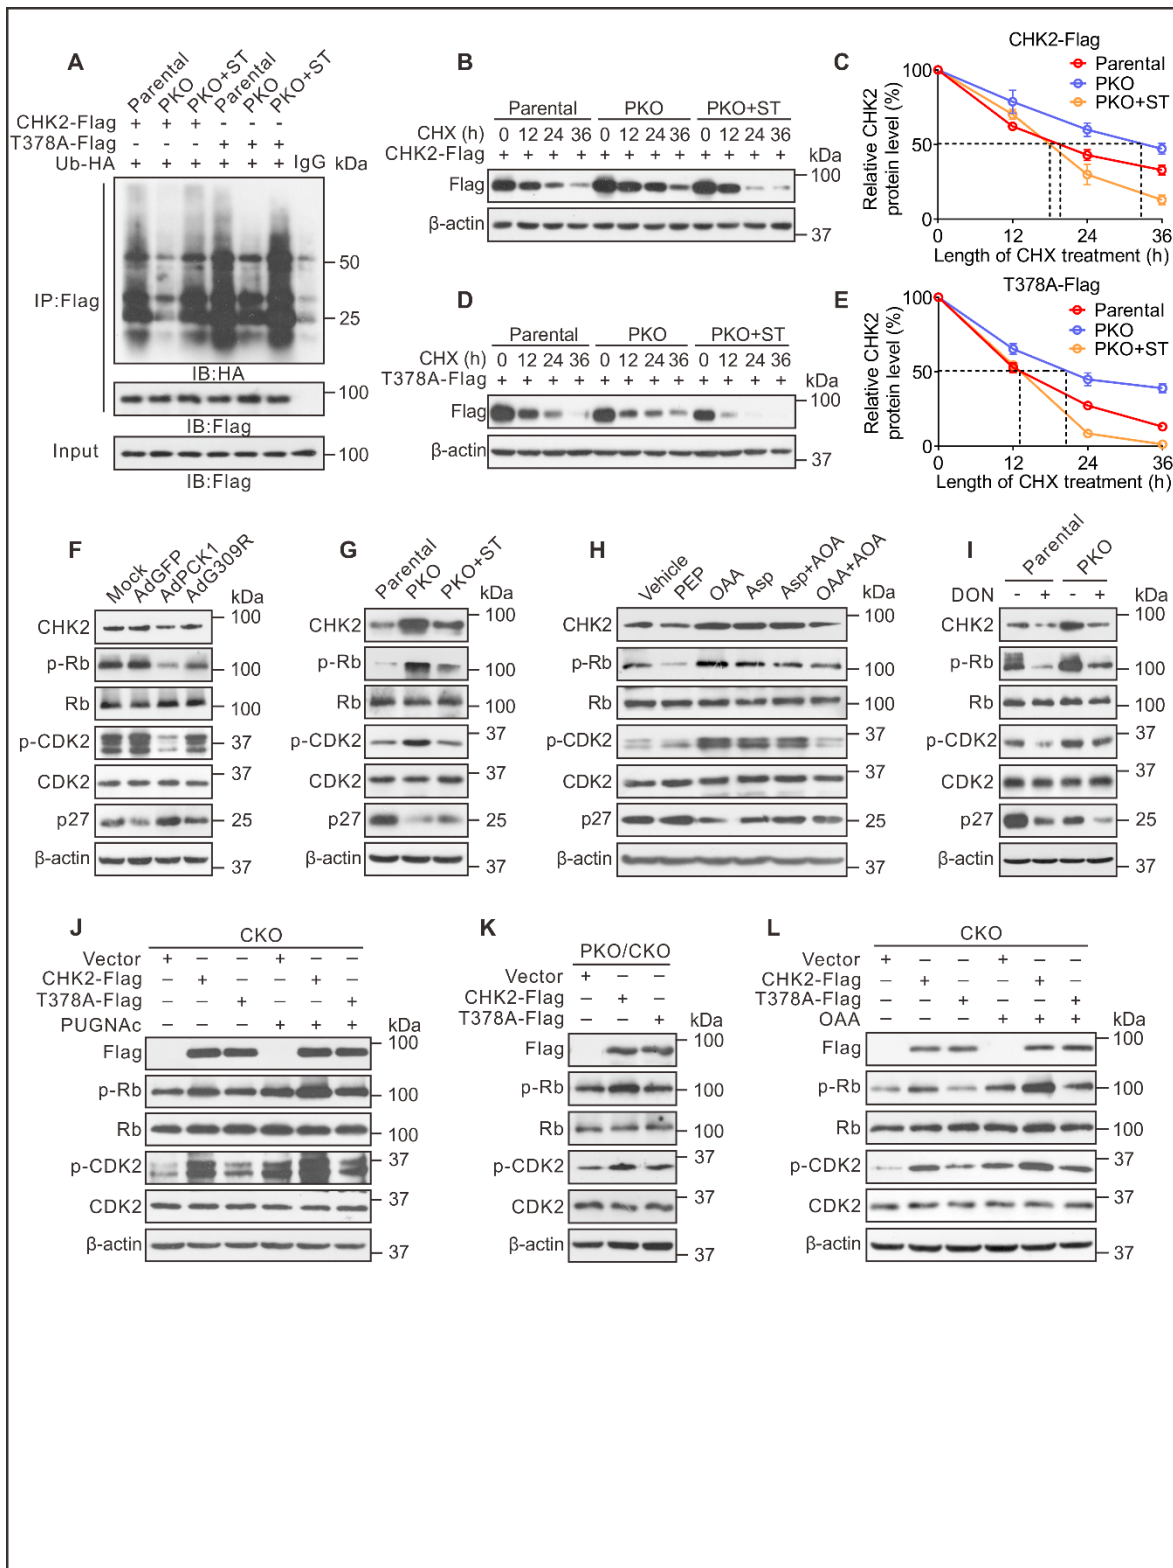 A
Parental
PKO
PKO+ST
Parental
PKO
PKO+ST
CHK2-Flag + + + - - -
T378A-Flag - - - + + +
Ub-HA + + + + + + IgG kDa
IP:Flag
50
25
IB:HA
100
IB:Flag
Input
100
IB:Flag
B
Parental PKO PKO+ST
CHX (h) 0 12 24 36 0 12 24 36 0 12 24 36
CHK2-Flag + + + + + + + + + + + + kDa
Flag 100
β-actin 37
C
CHK2-Flag
Parental
PKO
PKO+ST
Relative CHK2
protein level (%)
100
50
0
0 12 24 36
Length of CHX treatment (h)
D
Parental PKO PKO+ST
CHX (h) 0 12 24 36 0 12 24 36 0 12 24 36
T378A-Flag + + + + + + + + + + + + kDa
Flag 100
β-actin 37
E
T378A-Flag
Parental
PKO
PKO+ST
Relative CHK2
protein level (%)
100
50
0
0 12 24 36
Length of CHX treatment (h)
F
Mock
AdGFP
AdPCK1
AdG309R
kDa
CHK2 100
p-Rb 100
Rb 100
p-CDK2 37
CDK2 37
p27 25
β-actin 37
G
Parental
PKO
PKO+ST
kDa
CHK2 100
p-Rb 100
Rb 100
p-CDK2 37
CDK2 37
p27 25
β-actin 37
H
Vehicle
PEP
OAA
Asp
Asp+AOA
OAA+AOA
kDa
CHK2 100
p-Rb 100
Rb 100
p-CDK2 37
CDK2 37
p27 25
β-actin 37
I
Parental
PKO
DON - + - + kDa
CHK2 100
p-Rb 100
Rb 100
p-CDK2 37
CDK2 37
p27 25
β-actin 37
J
CKO
Vector + − − + − −
CHK2-Flag − + − − + −
T378A-Flag − − + − − +
PUGNAc − − − + + + kDa
Flag 100
p-Rb 100
Rb 100
p-CDK2 37
CDK2 37
β-actin 37
K
PKO/CKO
Vector + − −
CHK2-Flag − + −
T378A-Flag − − + kDa
Flag 100
p-Rb 100
Rb 100
p-CDK2 37
CDK2 37
β-actin 37
L
CKO
Vector + − − + − −
CHK2-Flag − + − − + −
T378A-Flag − − + − − +
OAA − − − + + + kDa
Flag 100
p-Rb 100
Rb 100
p-CDK2 37
CDK2 37
β-actin 37